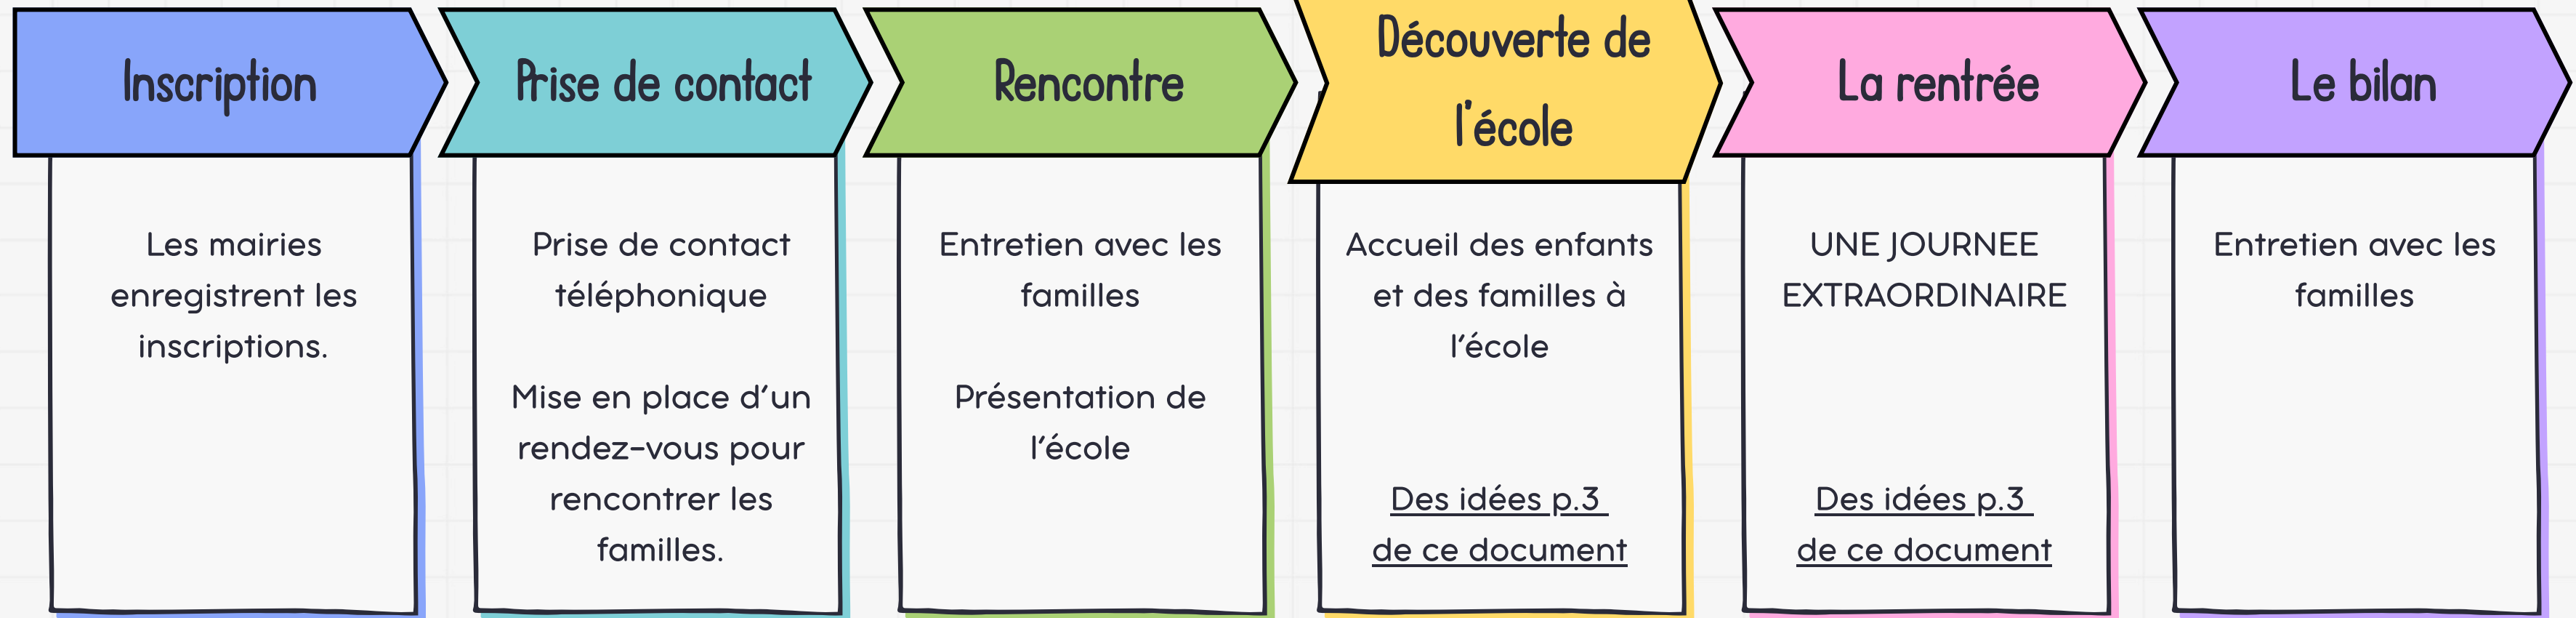 Inscription
Les mairies
enregistrent les
inscriptions.
Prise de contact
Prise de contact
téléphonique
Mise en place d'un
rendez-vous pour
rencontrer les
familles.
Rencontre
Entretien avec les
familles
Présentation de
l'école
Découverte de
l'école
Accueil des enfants
et des familles à
l'école
Des idées p.3
de ce document
La rentrée
UNE JOURNEE
EXTRAORDINAIRE
Des idées p.3
de ce document
Le bilan
Entretien avec les
familles